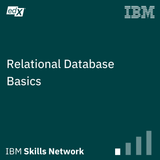 edX
IBM
Relational Database
Basics
IBM Skills Network